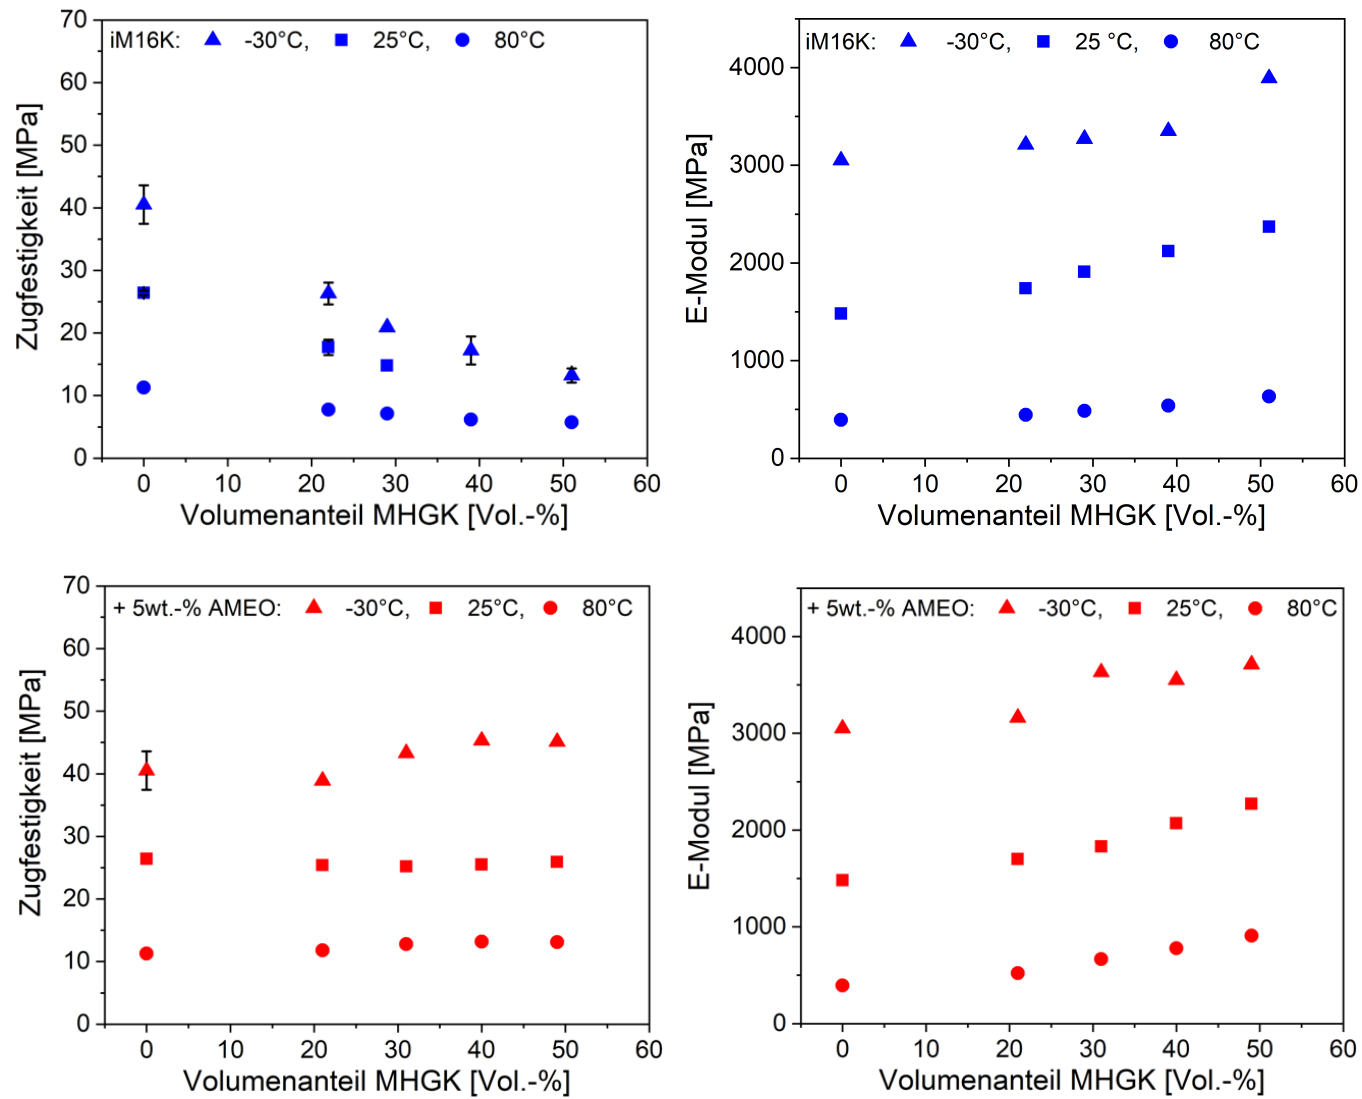 iM16K: -30°C, 25°C, 80°C
Zugfestigkeit [MPa]
70
60
50
40
30
20
10
0
0 10 20 30 40 50 60
Volumenanteil MHGK [Vol.-%]
iM16K: -30°C, 25 °C, 80°C
E-Modul [MPa]
4000
3000
2000
1000
0
0 10 20 30 40 50 60
Volumenanteil MHGK [Vol.-%]
+ 5wt.-% AMEO: -30°C, 25°C, 80°C
Zugfestigkeit [MPa]
70
60
50
40
30
20
10
0
0 10 20 30 40 50 60
Volumenanteil MHGK [Vol.-%]
+ 5wt.-% AMEO: -30°C, 25°C, 80°C
E-Modul [MPa]
4000
3000
2000
1000
0
0 10 20 30 40 50 60
Volumenanteil MHGK [Vol.-%]